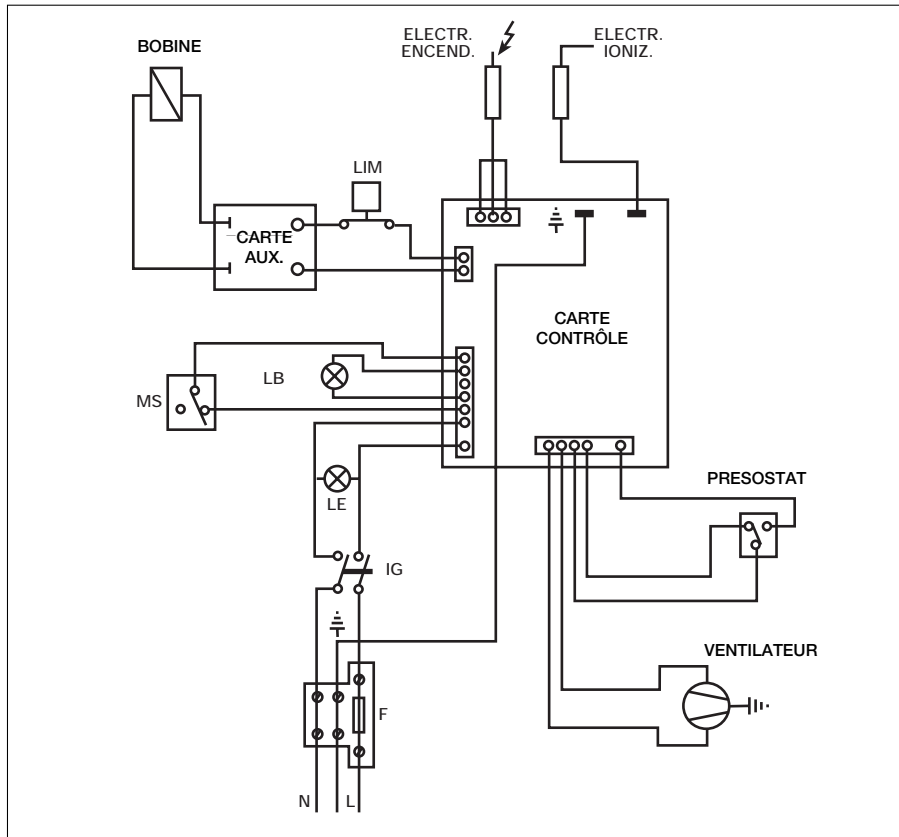 BOBINE
ELECTR.
ENCEND.
ELECTR.
IONIZ.
LIM
CARTE
AUX.
CARTE
CONTRÔLE
LB
MS
LE
PRESOSTAT
IG
VENTILATEUR
F
N
L